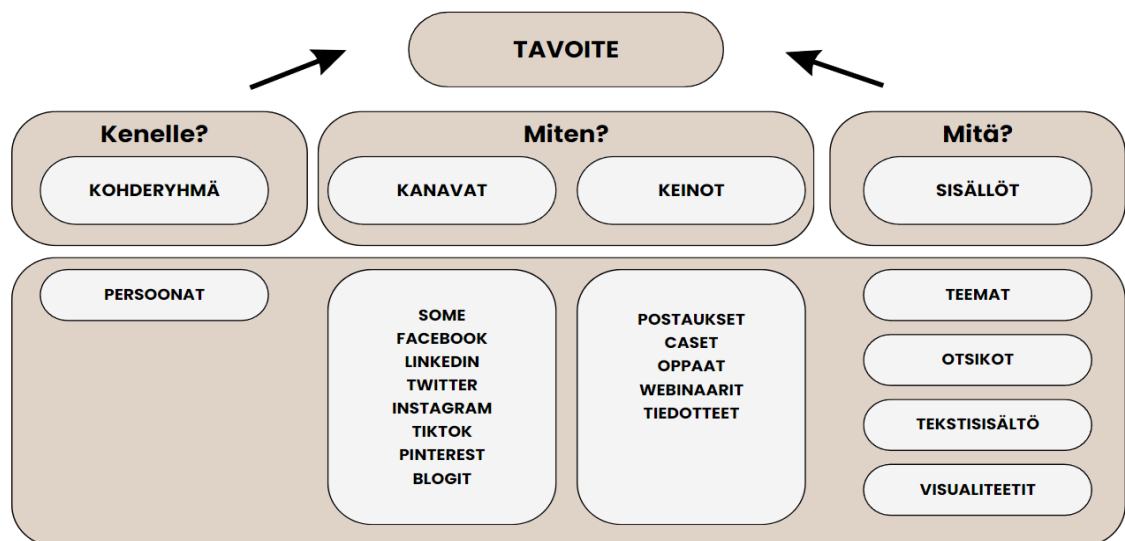 TAVOITE
Kenelle?
KOHDERYHMÄ
Miten?
KANAVAT
KEINOT
Mitä?
SISÄLLÖT
PERSOONAT
SOME
FACEBOOK
LINKEDIN
TWITTER
INSTAGRAM
TIKTOK
PINTEREST
BLOGIT
POSTAUKSET
CASET
OPPAAT
WEBINAARIT
TIEDOTTEET
TEEMAT
OTSIKOT
TEKSTISISÄLTÖ
VISUALITEETIT